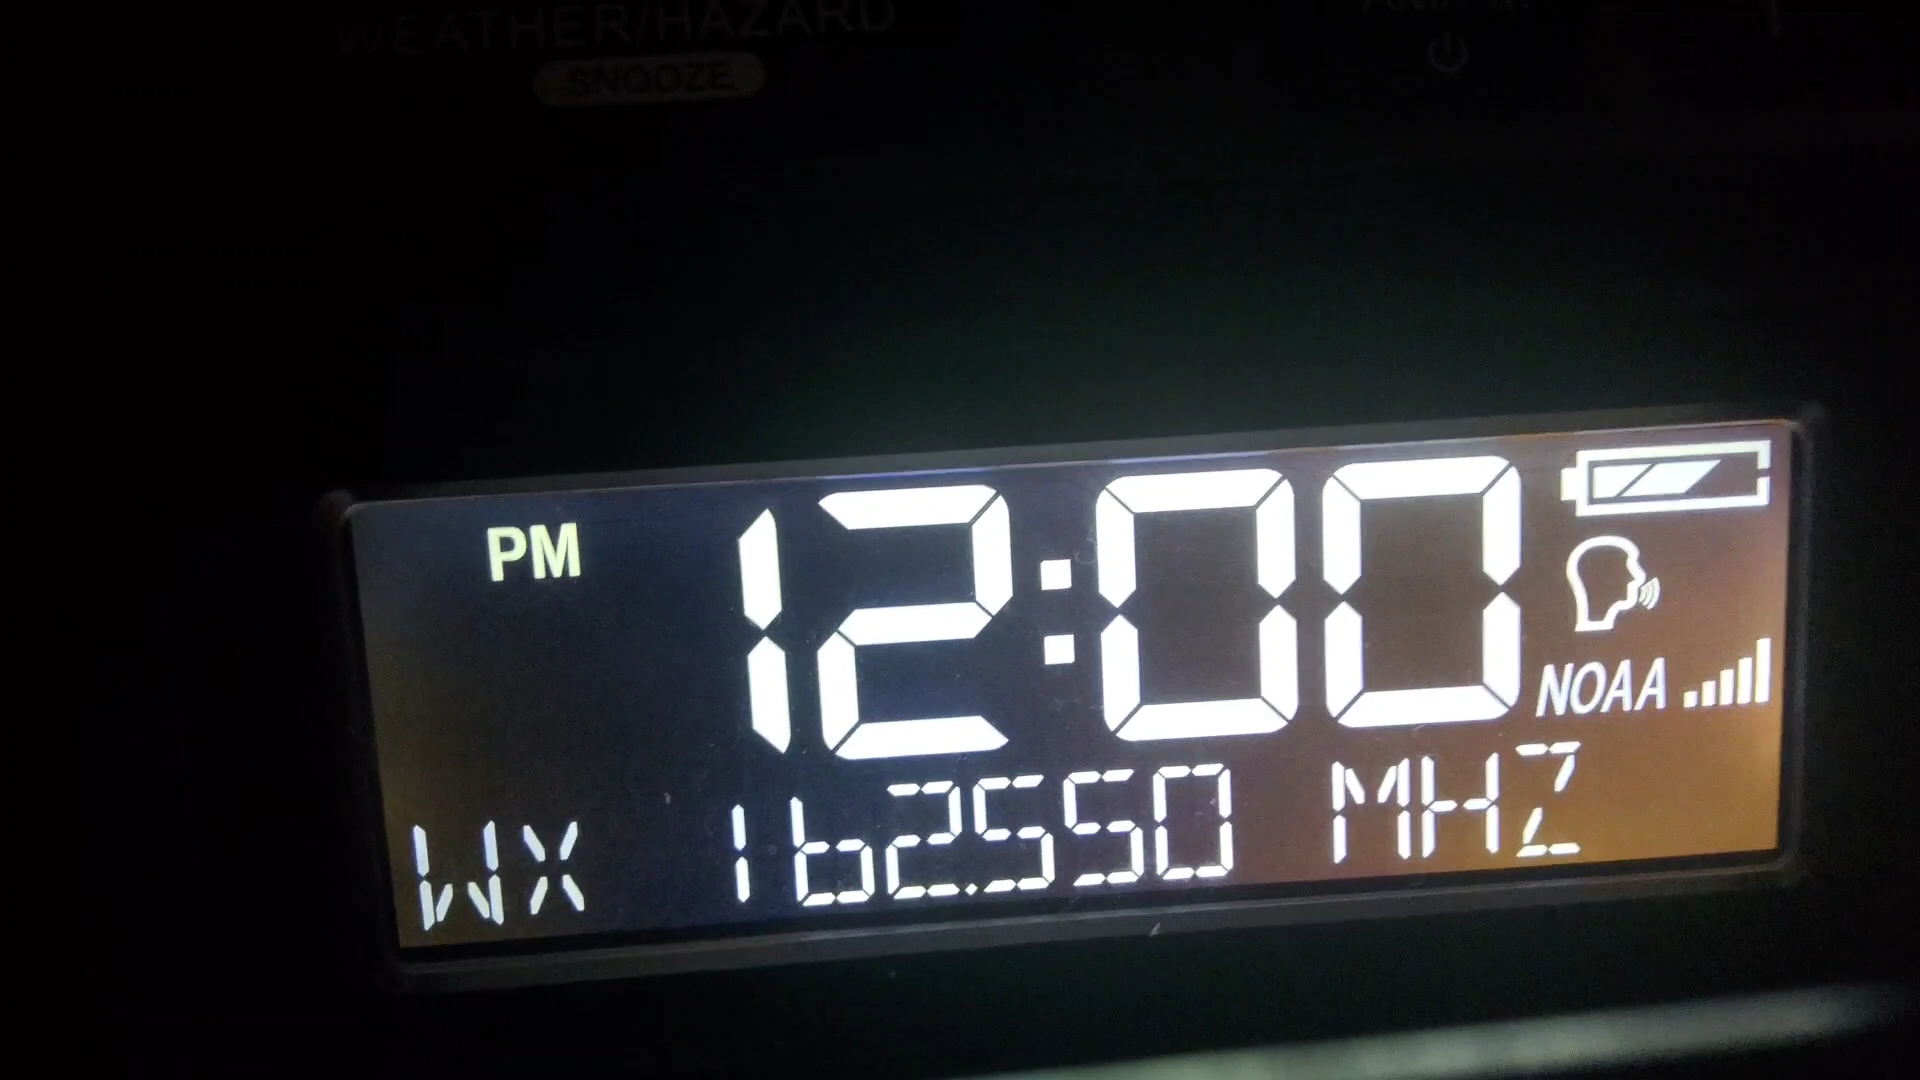 WEATHER/HAZARD
SNOOZE
PM 12:00
NOAA
WX 162.550 MHZ